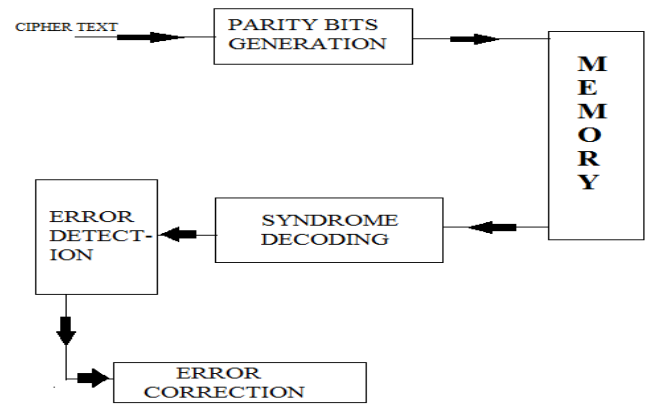 CIPHER TEXT
PARITY BITS
GENERATION
M
E
M
O
R
Y
SYNDROME
DECODING
ERROR
DETECT-
ION
ERROR
CORRECTION